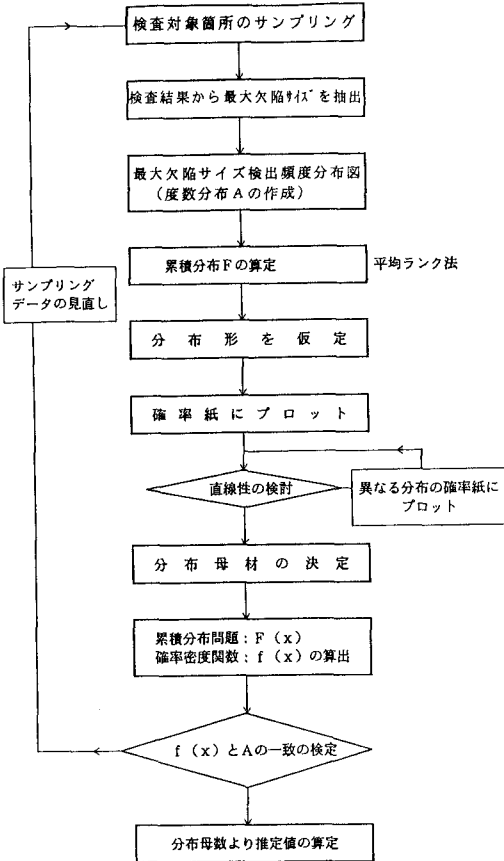 検査対象箇所のサンプリング
検査結果から最大欠陥サイズを抽出
最大欠陥サイズ検出頻度分布図
(度数分布Aの作成)
累積分布Fの算定
平均ランク法
サンプリング
データの見直し
分布形を仮定
確率紙にプロット
直線性の検討
異なる分布の確率紙に
プロット
分布母材の決定
累積分布問題:F(x)
確率密度関数:f(x)の算出
f(x)とAの一致の検定
分布母数より推定値の算定